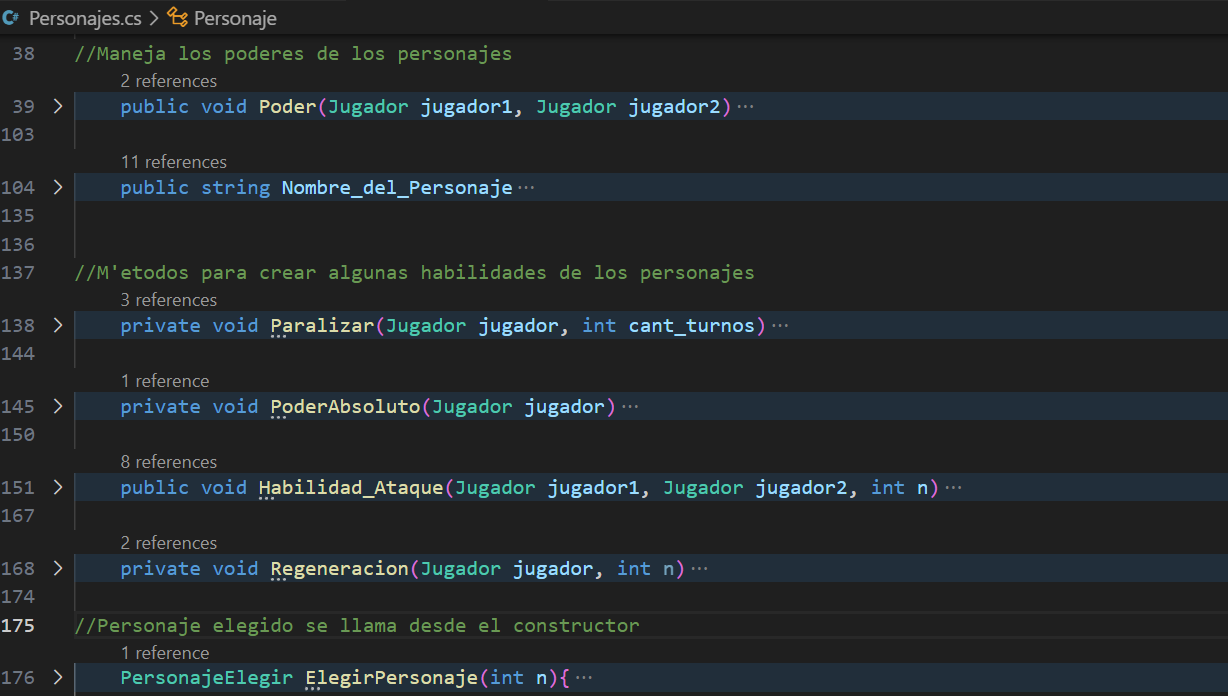 C# Personajes.cs > Personaje
38 //Maneja los poderes de los personajes
2 references
39 > public void Poder(Jugador jugador1, Jugador jugador2)···
103
11 references
104 > public string Nombre_del_Personaje···
135
136
137 //M'etodos para crear algunas habilidades de los personajes
3 references
138 > private void Paralizar(Jugador jugador, int cant_turnos)···
144
1 reference
145 > private void PoderAbsoluto(Jugador jugador)···
150
8 references
151 > public void Habilidad_Ataque(Jugador jugador1, Jugador jugador2, int n)···
167
2 references
168 > private void Regeneracion(Jugador jugador, int n)···
174
175 //Personaje elegido se llama desde el constructor
1 reference
176 > PersonajeElegir ElegirPersonaje(int n){···